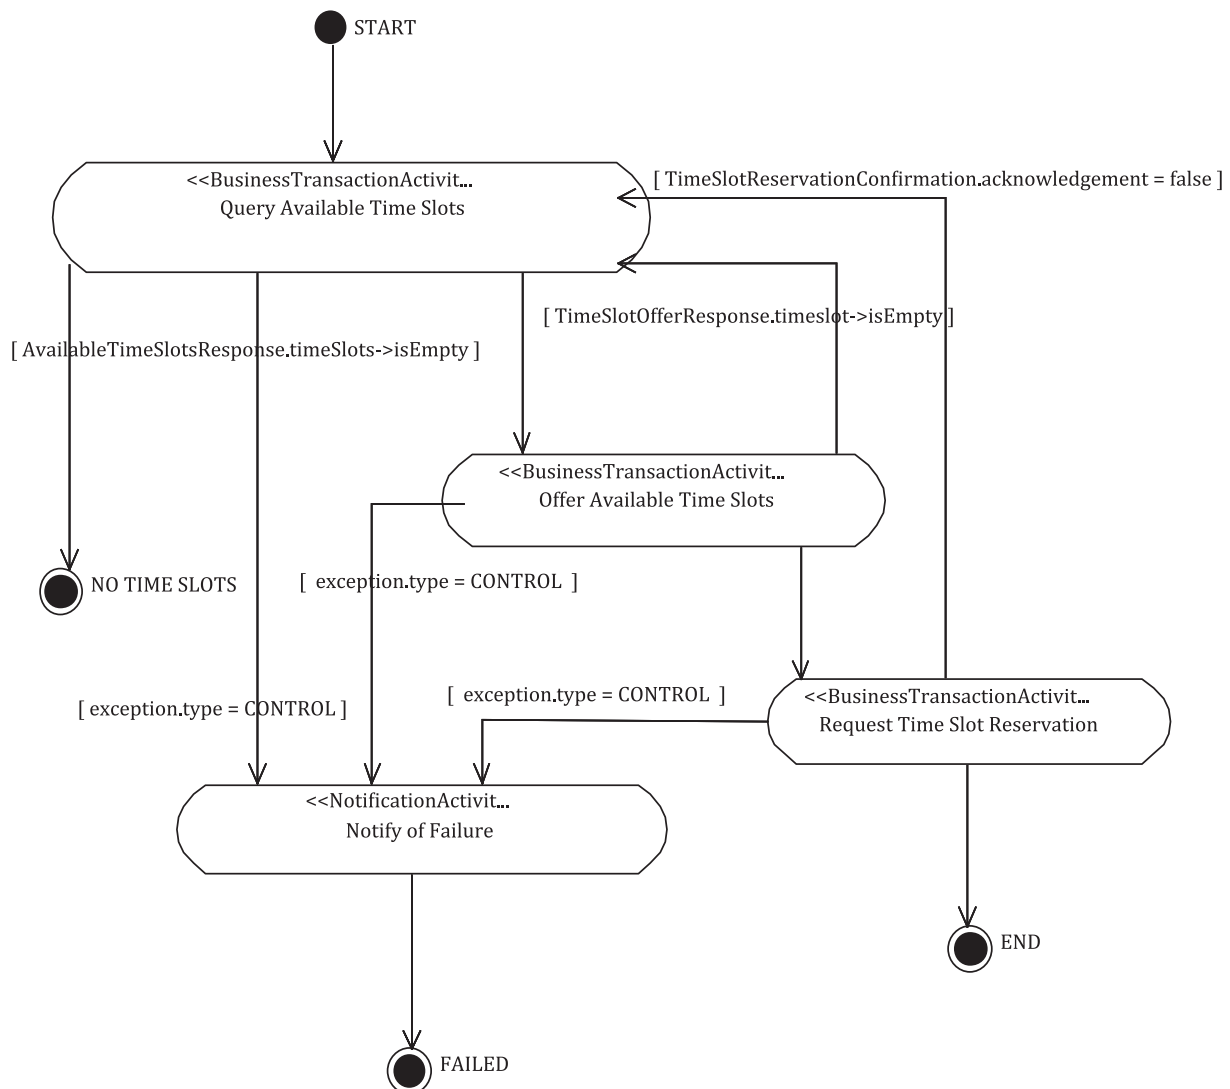 START
<<BusinessTransactionActivit...
Query Available Time Slots
[ TimeSlotReservationConfirmation.acknowledgement = false ]
[ TimeSlotOfferResponse.timeslot->isEmpty ]
[ AvailableTimeSlotsResponse.timeSlots->isEmpty ]
<<BusinessTransactionActivit...
Offer Available Time Slots
NO TIME SLOTS
[ exception.type = CONTROL ]
[ exception.type = CONTROL ]
[ exception.type = CONTROL ]
<<BusinessTransactionActivit...
Request Time Slot Reservation
<<NotificationActivit...
Notify of Failure
END
FAILED